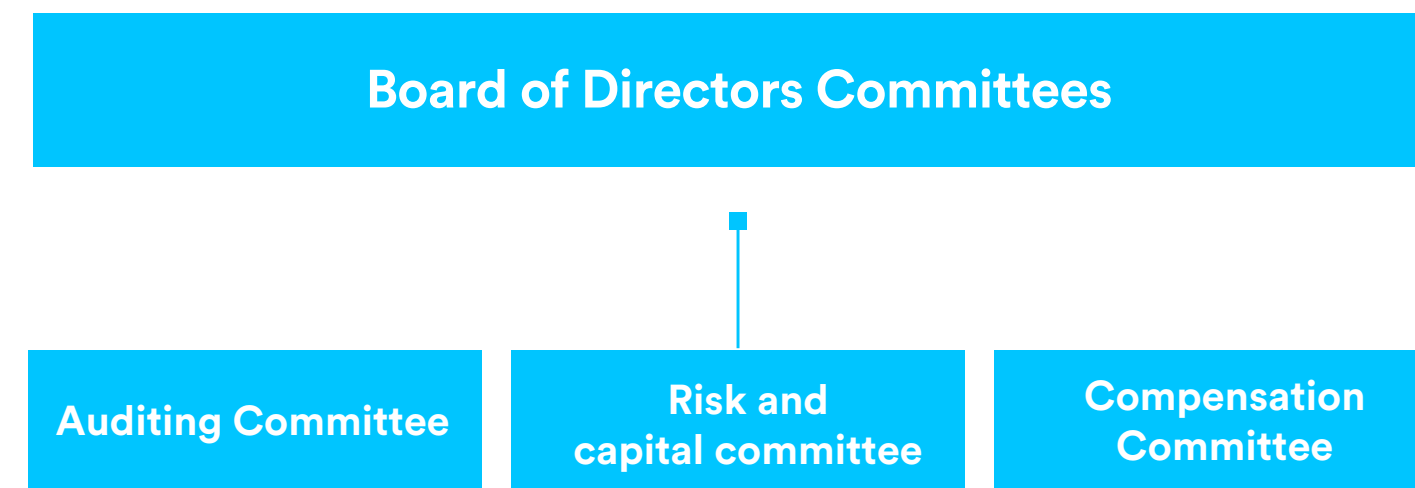 Board of Directors Committees
Auditing Committee
Risk and
capital committee
Compensation
Committee